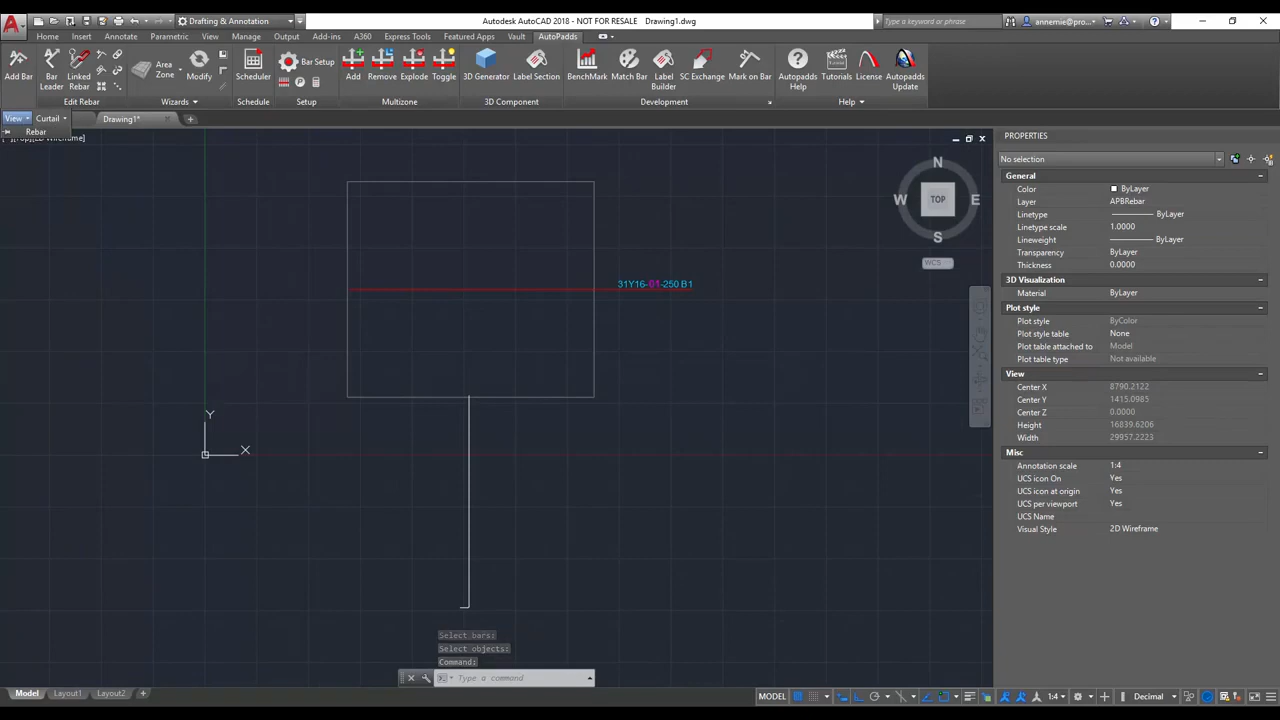 Drafting & Annotation
Autodesk AutoCAD 2018 - NOT FOR RESALE Drawing1.dwg
Type a keyword or phrase
annemie@pro...
Home Insert Annotate Parametric View Manage Output Add-ins A360 Express Tools Featured Apps Vault AutoPadds
Add Bar
Bar Leader
Linked Rebar
Area Zone
Modify
Scheduler
Bar Setup
Add Remove Explode Toggle
3D Generator
Label Section
BenchMark
Match Bar
Label Builder
SC Exchange
Mark on Bar
Autopadds Help
Tutorials
License
Autopadds Update
Edit Rebar Wizards Schedule Setup Multizone 3D Component Development Help
View Curtail Drawing1*
Rebar
PROPERTIES
No selection
General
Color ByLayer
Layer APBRebar
Linetype ByLayer
Linetype scale 1.0000
Lineweight ByLayer
Transparency ByLayer
Thickness 0.0000
3D Visualization
Material ByLayer
Plot style
Plot style ByColor
Plot style table None
Plot table attached to Model
Plot table type Not available
View
Center X 8790.2122
Center Y 1415.0985
Center Z 0.0000
Height 16839.6206
Width 29957.2223
Misc
Annotation scale 1:4
UCS icon On Yes
UCS icon at origin Yes
UCS per viewport Yes
UCS Name
Visual Style 2D Wireframe
N
W TOP E
S
WCS
31Y16-01-250 B1
Y
X
Select bars:
Select objects:
Command:
Type a command
Model Layout1 Layout2
MODEL 1:4 Decimal